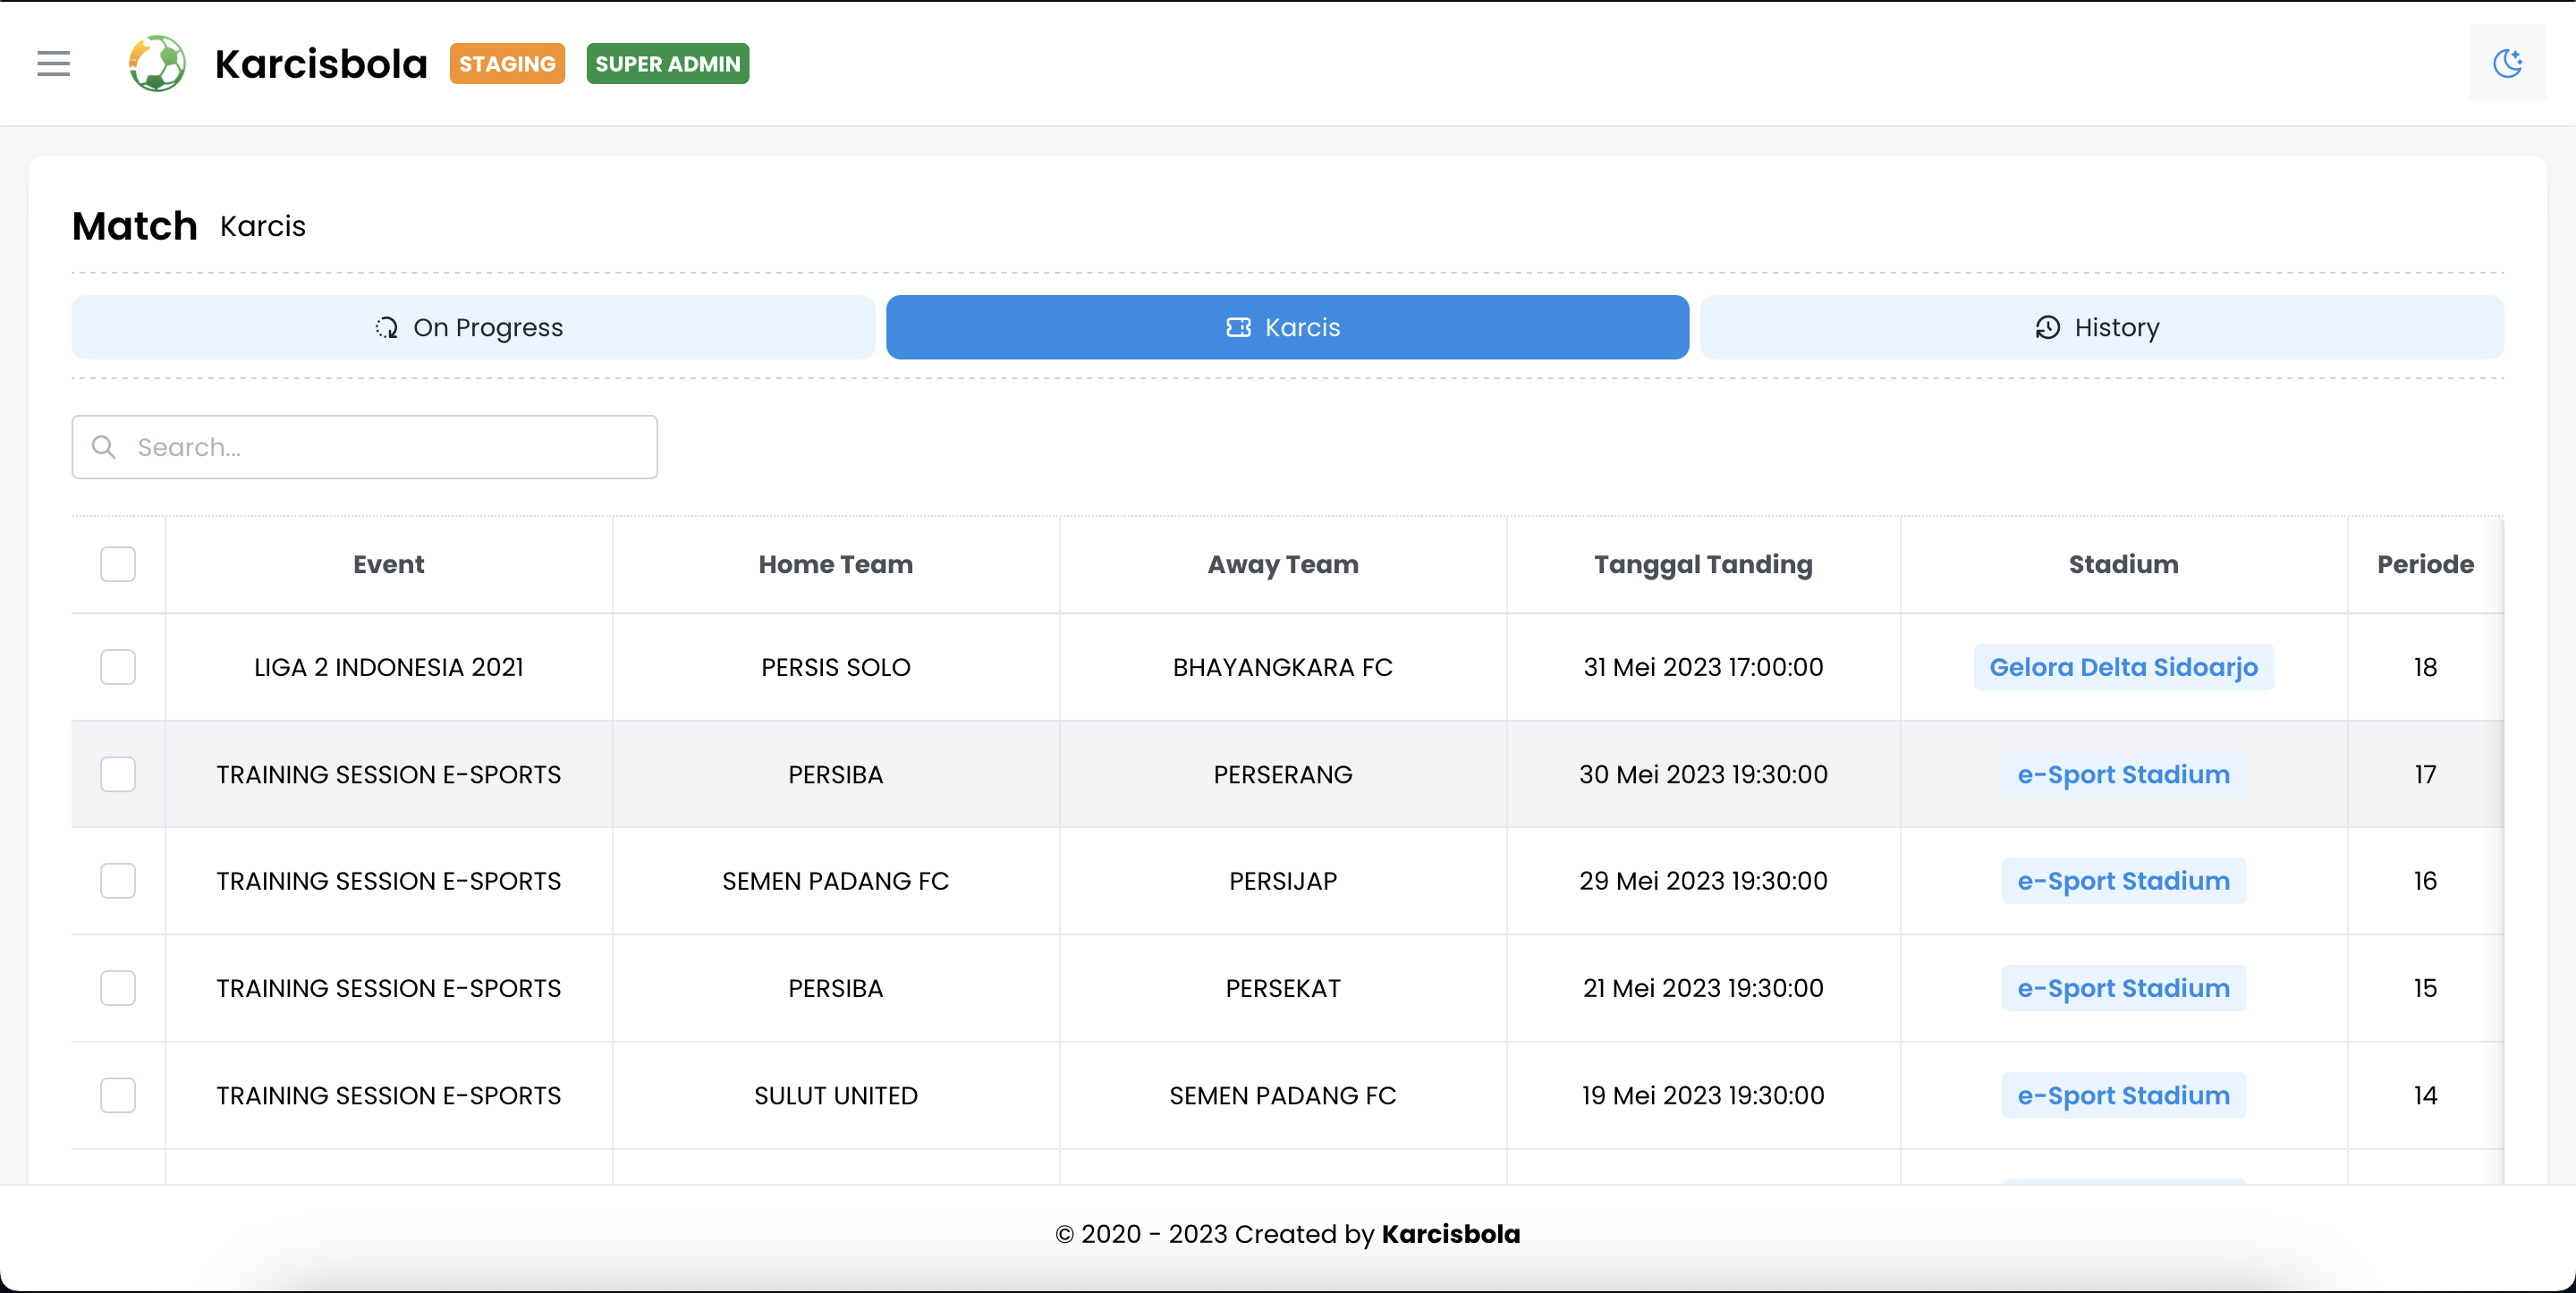 Karcisbola STAGING SUPER ADMIN
Match Karcis
On Progress Karcis History
Search...
Event Home Team Away Team Tanggal Tanding Stadium Periode
LIGA 2 INDONESIA 2021 PERSIS SOLO BHAYANGKARA FC 31 Mei 2023 17:00:00 Gelora Delta Sidoarjo 18
TRAINING SESSION E-SPORTS PERSIBA PERSERANG 30 Mei 2023 19:30:00 e-Sport Stadium 17
TRAINING SESSION E-SPORTS SEMEN PADANG FC PERSIJAP 29 Mei 2023 19:30:00 e-Sport Stadium 16
TRAINING SESSION E-SPORTS PERSIBA PERSEKAT 21 Mei 2023 19:30:00 e-Sport Stadium 15
TRAINING SESSION E-SPORTS SULUT UNITED SEMEN PADANG FC 19 Mei 2023 19:30:00 e-Sport Stadium 14
© 2020 - 2023 Created by Karcisbola